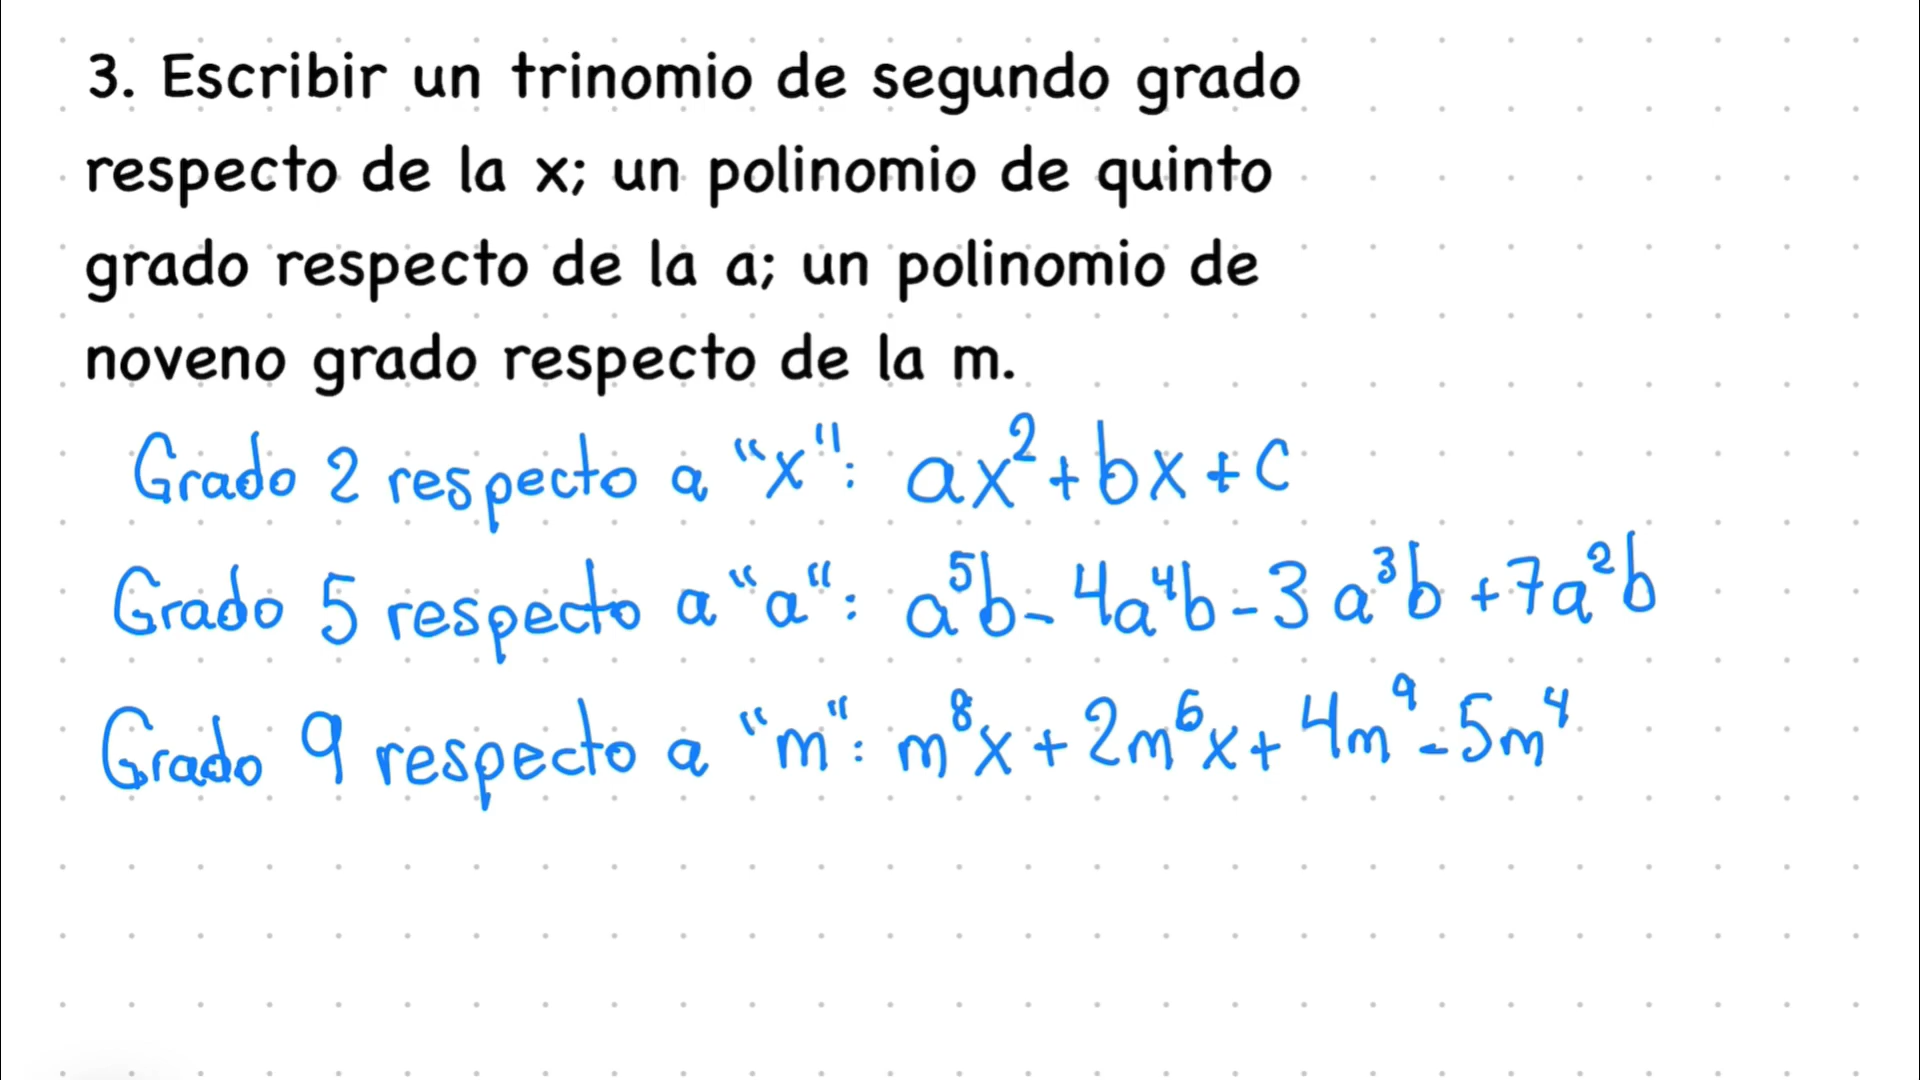 3. Escribir un trinomio de segundo grado
respecto de la x; un polinomio de quinto
grado respecto de la a; un polinomio de
noveno grado respecto de la m.
Grado 2 respecto a "x": ax² + bx + c
Grado 5 respecto a "a": a⁵b - 4a⁴b - 3a³b + 7a²b
Grado 9 respecto a "m": m⁸x + 2m⁶x + 4m⁹ - 5m⁴